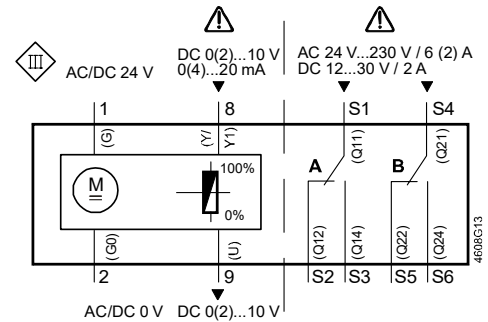 III
AC/DC 24 V
DC 0(2)...10 V
0(4)...20 mA
AC 24 V...230 V / 6 (2) A
DC 12...30 V / 2 A
1
8
S1
S4
(G)
(Y/
Y1)
(Q11)
(Q21)
M
100%
0%
A
B
(G0)
(U)
(Q12)
(Q14)
(Q22)
(Q24)
2
9
S2
S3
S5
S6
AC/DC 0 V
DC 0(2)...10 V
4608G13